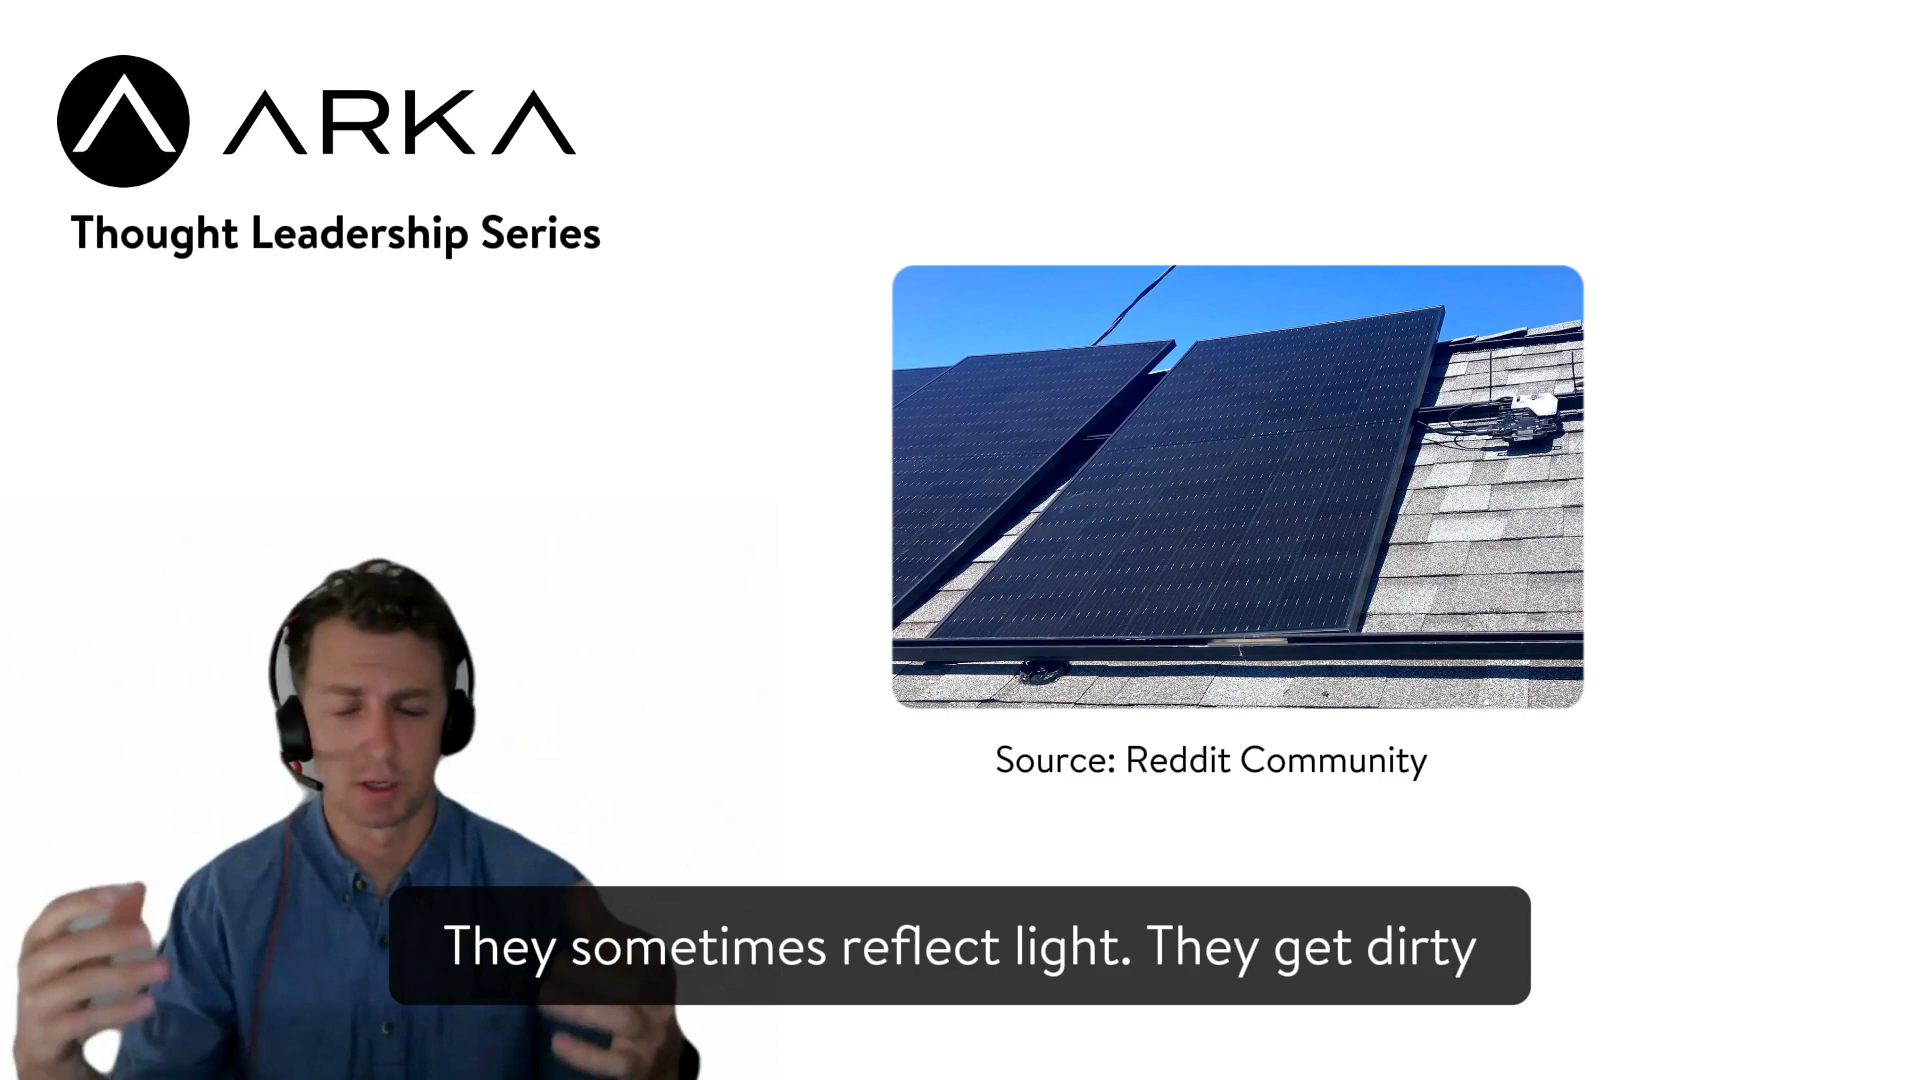 ARKA
Thought Leadership Series
Source: Reddit Community
They sometimes reflect light. They get dirty